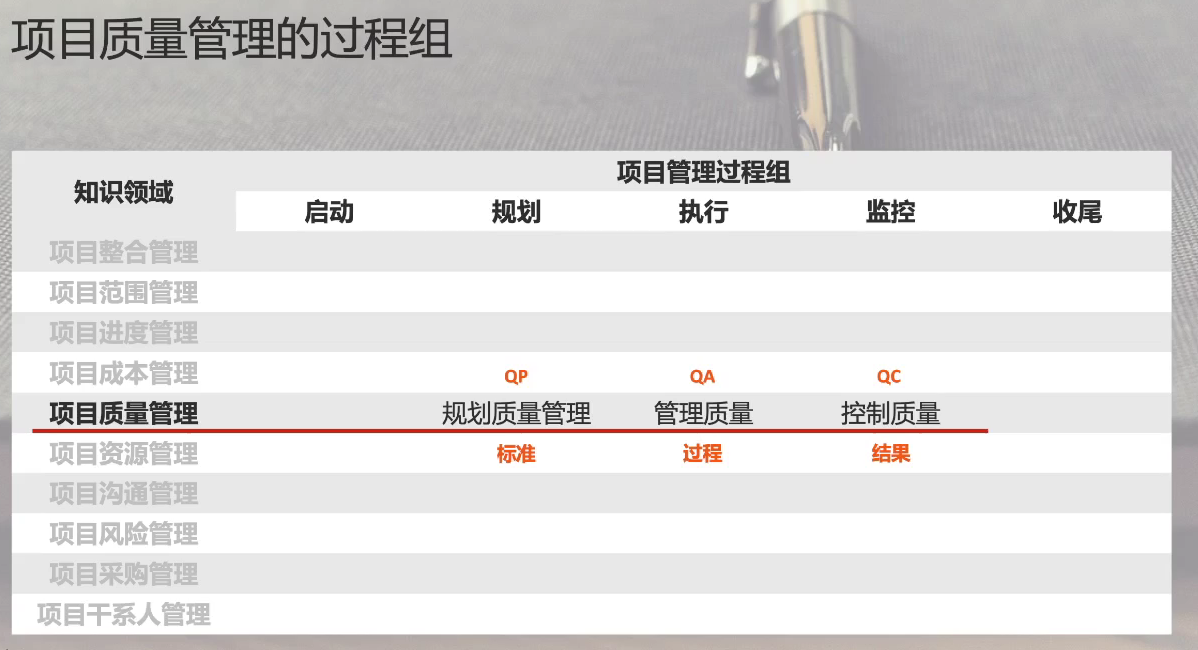 项目质量管理的过程组
知识领域
项目管理过程组
启动 规划 执行 监控 收尾
项目整合管理
项目范围管理
项目进度管理
项目成本管理
QP QA QC
项目质量管理 规划质量管理 管理质量 控制质量
项目资源管理 标准 过程 结果
项目沟通管理
项目风险管理
项目采购管理
项目干系人管理